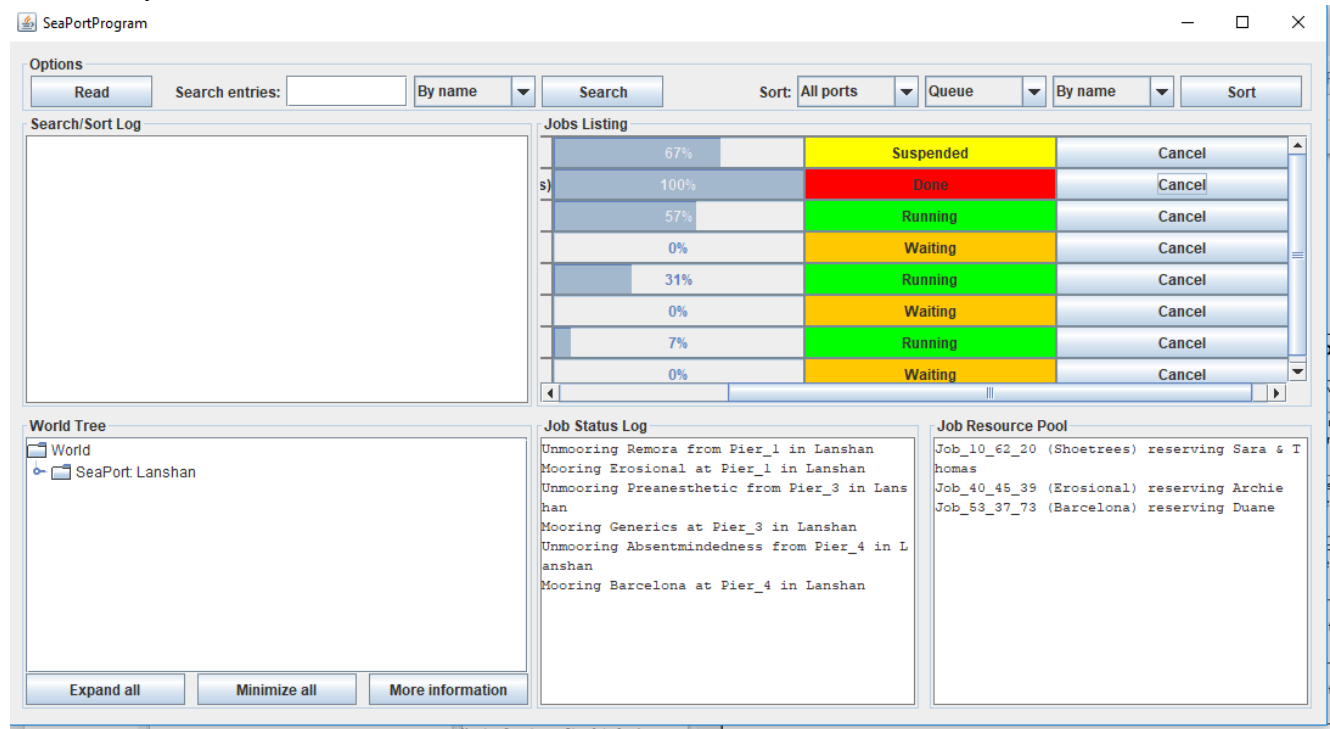 SeaPortProgram
Options
Read Search entries: By name Search Sort: All ports Queue By name Sort
Search/Sort Log
Jobs Listing
67% Suspended Cancel
s) 100% Done Cancel
57% Running Cancel
0% Waiting Cancel
31% Running Cancel
0% Waiting Cancel
7% Running Cancel
0% Waiting Cancel
World Tree
World
SeaPort: Lanshan
Expand all Minimize all More information
Job Status Log
Unmooring Remora from Pier_1 in Lanshan
Mooring Erosional at Pier_1 in Lanshan
Unmooring Preanesthetic from Pier_3 in Lans
han
Mooring Generics at Pier_3 in Lanshan
Unmooring Absentmindedness from Pier_4 in L
anshan
Mooring Barcelona at Pier_4 in Lanshan
Job Resource Pool
Job_10_62_20 (Shoetrees) reserving Sara & T
homas
Job_40_45_39 (Erosional) reserving Archie
Job_53_37_73 (Barcelona) reserving Duane